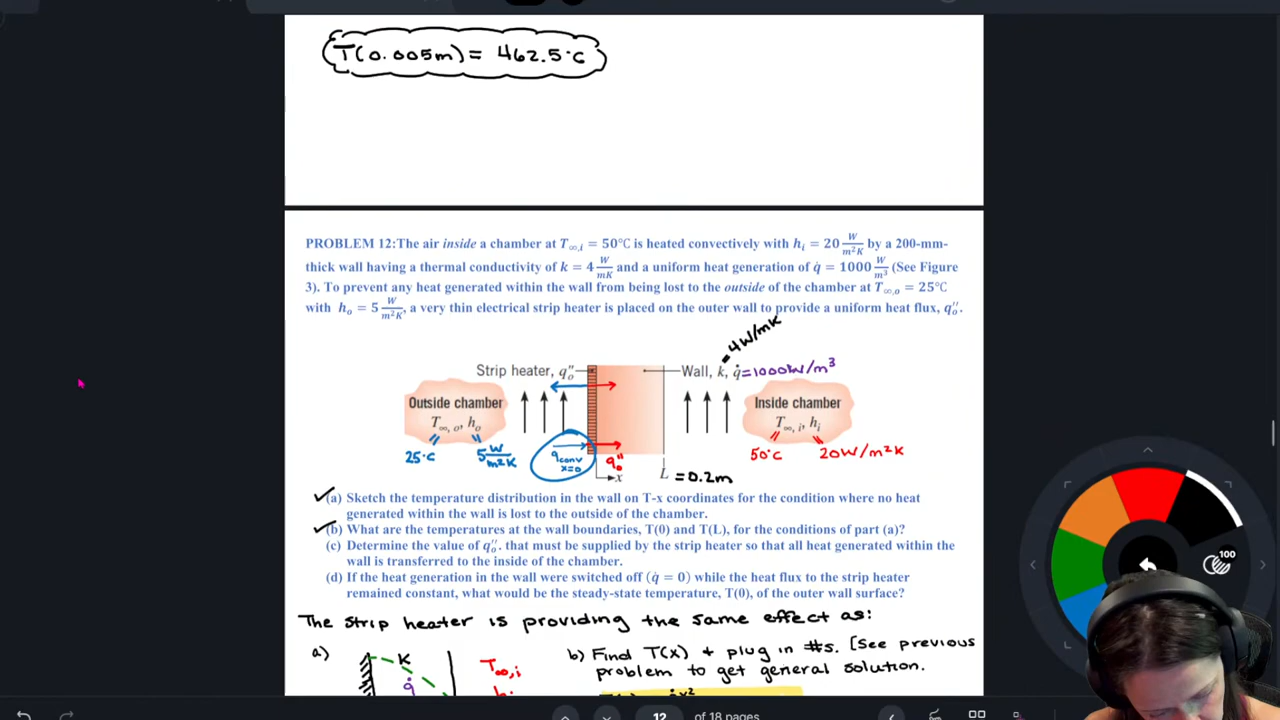 T(0.005m) = 462.5°C
PROBLEM 12:The air inside a chamber at T∞,i = 50℃ is heated convectively with hi = 20 W/m²K by a 200-mm-
thick wall having a thermal conductivity of k = 4 W/mK and a uniform heat generation of q̇ = 1000 W/m³ (See Figure
3). To prevent any heat generated within the wall from being lost to the outside of the chamber at T∞,o = 25℃
with ho = 5 W/m²K, a very thin electrical strip heater is placed on the outer wall to provide a uniform heat flux, qo″.
4W/mK
Strip heater, qo″
Wall, k, q̇ =1000W/m³
Outside chamber
T∞, o, ho
Inside chamber
T∞, i, hi
25°C
5 W/m²K
qconv x=0
qo″
x
L = 0.2m
50°C
20W/m²K
(a) Sketch the temperature distribution in the wall on T-x coordinates for the condition where no heat
generated within the wall is lost to the outside of the chamber.
(b) What are the temperatures at the wall boundaries, T(0) and T(L), for the conditions of part (a)?
(c) Determine the value of qo″. that must be supplied by the strip heater so that all heat generated within the
wall is transferred to the inside of the chamber.
(d) If the heat generation in the wall were switched off (q̇ = 0) while the heat flux to the strip heater
remained constant, what would be the steady-state temperature, T(0), of the outer wall surface?
The strip heater is providing the same effect as:
a)
K
q̇
T∞,i
b) Find T(x) + plug in #s. [See previous
problem to get general solution.
12 of 18 pages
100